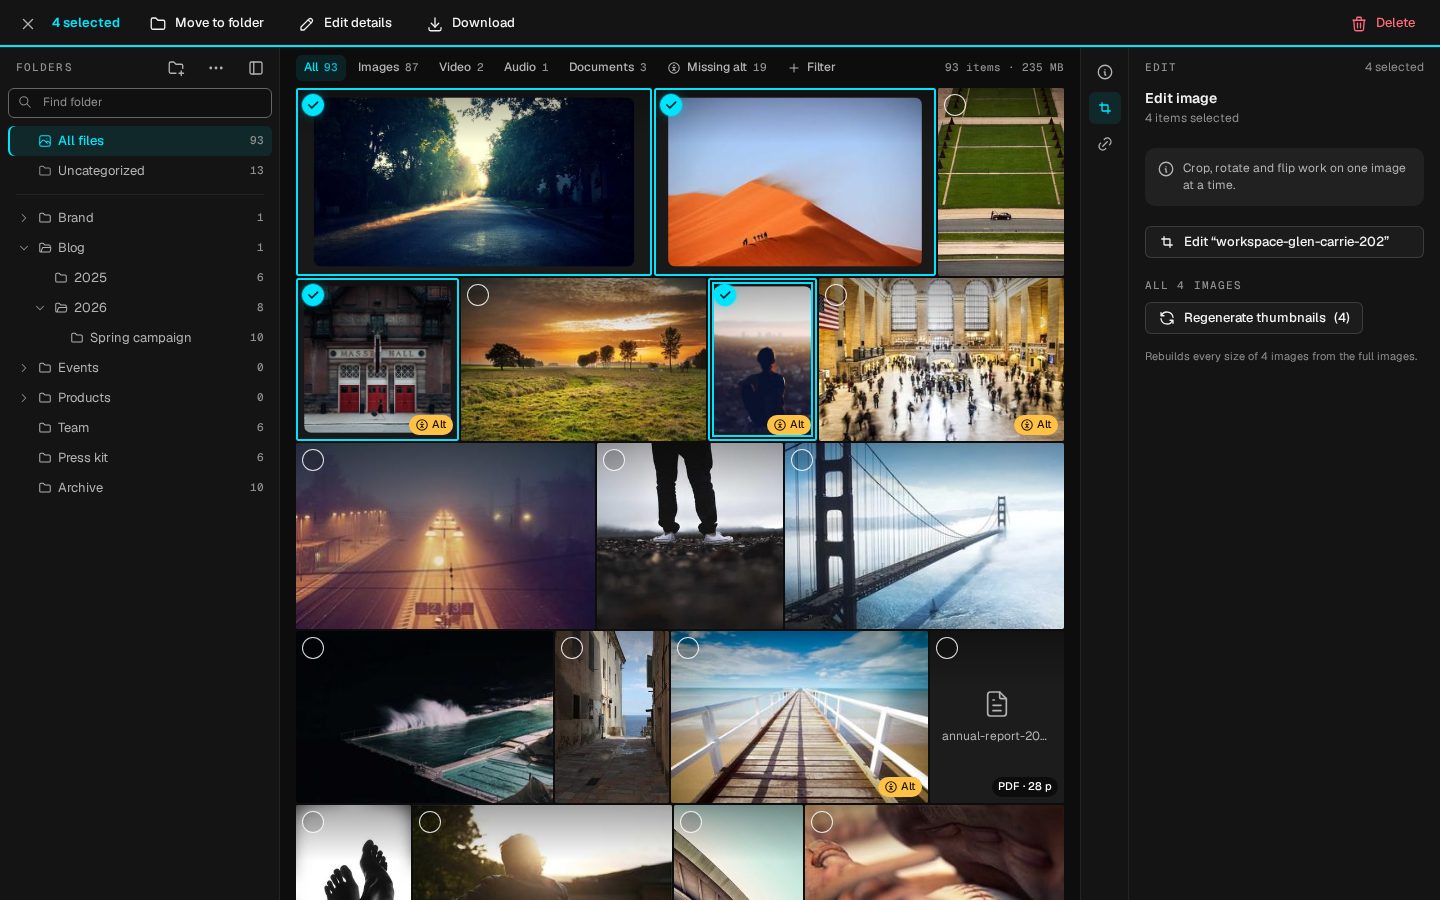 4 selected
Move to folder
Edit details
Download
Delete
FOLDERS
Find folder
All files 93
Uncategorized 13
Brand 1
Blog 1
2025 6
2026 8
Spring campaign 10
Events 0
Products 0
Team 6
Press kit 6
Archive 0
All 93
Images 87
Video 2
Audio 1
Documents 3
Missing alt 19
Filter
93 items · 235 MB
MASSEY HALL
Alt
Alt
Alt
Alt
annual-report-20…
PDF · 28 p
EDIT
4 selected
Edit image
4 items selected
Crop, rotate and flip work on one image
at a time.
Edit “workspace-glen-carrie-202”
ALL 4 IMAGES
Regenerate thumbnails (4)
Rebuilds every size of 4 images from the full images.